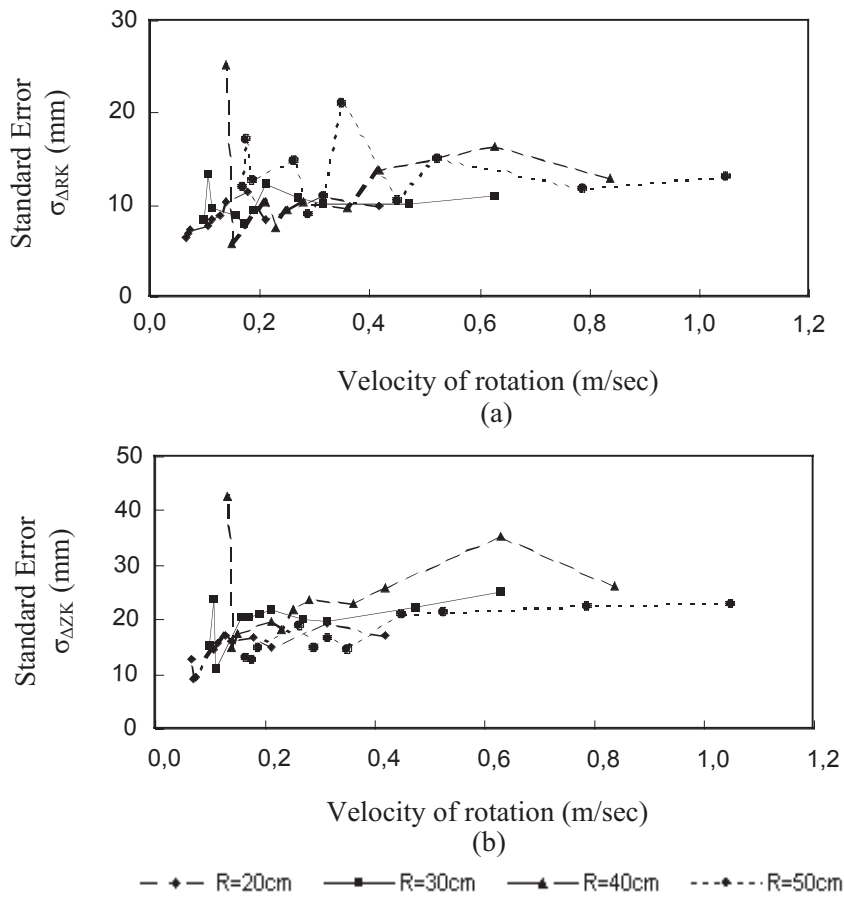 30
20
10
0
Standard Error
σΔRK (mm)
0,0 0,2 0,4 0,6 0,8 1,0 1,2
Velocity of rotation (m/sec)
(a)
50
40
30
20
10
0
Standard Error
σΔZK (mm)
0,0 0,2 0,4 0,6 0,8 1,0 1,2
Velocity of rotation (m/sec)
(b)
R=20cm R=30cm R=40cm R=50cm